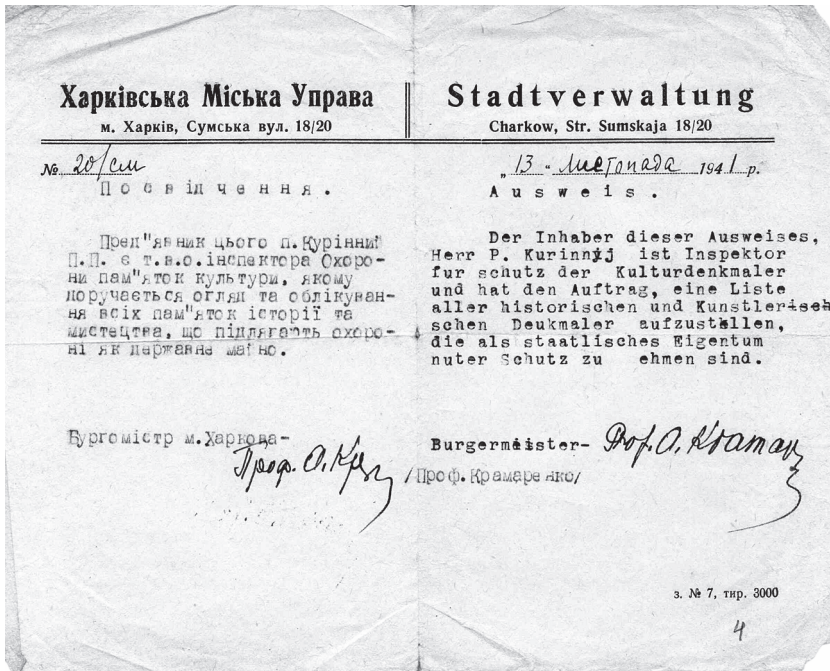 Харківська Міська Управа
м. Харків, Сумська вул. 18/20
№ 20/см
Посвідчення.
Пред"явник цього п.Курінний
П.П. є т.в.о.інспектора Охоро-
ни пам"яток культури, якому
доручається огляд та облікуван-
ня всіх пам"яток історії та
мистецтва, що підлягають охоро-
ні як державне майно.
Бургомістр м.Харкова-
Проф. О. Кра
Stadtverwaltung
Charkow, Str. Sumskaja 18/20
„ 13 " листопада 1941 р.
Ausweis.
Der Inhaber dieser Ausweises,
Herr P. Kurinnyj ist Inspektor
fur schutz der Kulturdenkmaler
und hat den Auftrag, eine Liste
aller historischen und Kunstlerisch
schen Deukmaler aufzustellen,
die als staatlisches Eigentum
nuter Schutz zu ehmen sind.
Burgermeister- Prof. O. Kramar
/Проф.Крамаренко/
з. № 7, тир. 3000
4